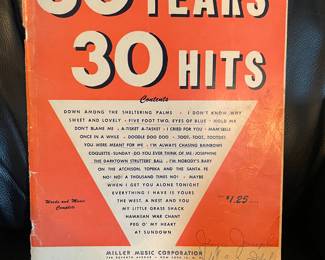 30 YEARS
30 HITS
Contents
DOWN AMONG THE SHELTERING PALMS · I DON'T KNOW WHY
SWEET AND LOVELY · FIVE FOOT TWO, EYES OF BLUE · HOLD ME
DON'T BLAME ME · A-TISKET A-TASKET · I CRIED FOR YOU · MAM'SELLE
ONCE IN A WHILE · DOODLE DOO DOO · TOOT, TOOT, TOOTSIE!
YOU WERE MEANT FOR ME · I'M ALWAYS CHASING RAINBOWS
COQUETTE · SUNDAY · DO YOU EVER THINK OF ME · JOSEPHINE
THE DARKTOWN STRUTTERS' BALL · I'M NOBODY'S BABY
ON THE ATCHISON, TOPEKA AND THE SANTA FE
NO! NO! A THOUSAND TIMES NO! · MAYBE
WHEN I GET YOU ALONE TONIGHT
EVERYTHING I HAVE IS YOURS
THE WEST, A NEST AND YOU
MY LITTLE GRASS SHACK
HAWAIIAN WAR CHANT
PEG O' MY HEART
AT SUNDOWN
Words and Music
Complete
$1.25
MILLER MUSIC CORPORATION